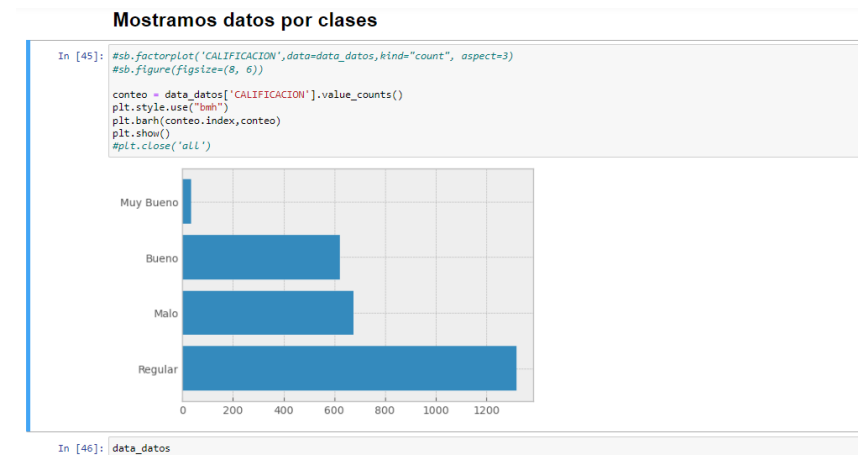 Mostramos datos por clases
In [45]: #sb.factorplot('CALIFICACION',data=data_datos,kind="count", aspect=3)
#sb.figure(figsize=(8, 6))
conteo = data_datos['CALIFICACION'].value_counts()
plt.style.use("bmh")
plt.barh(conteo.index,conteo)
plt.show()
#plt.close('all')
Muy Bueno
Bueno
Malo
Regular
0 200 400 600 800 1000 1200
In [46]: data_datos